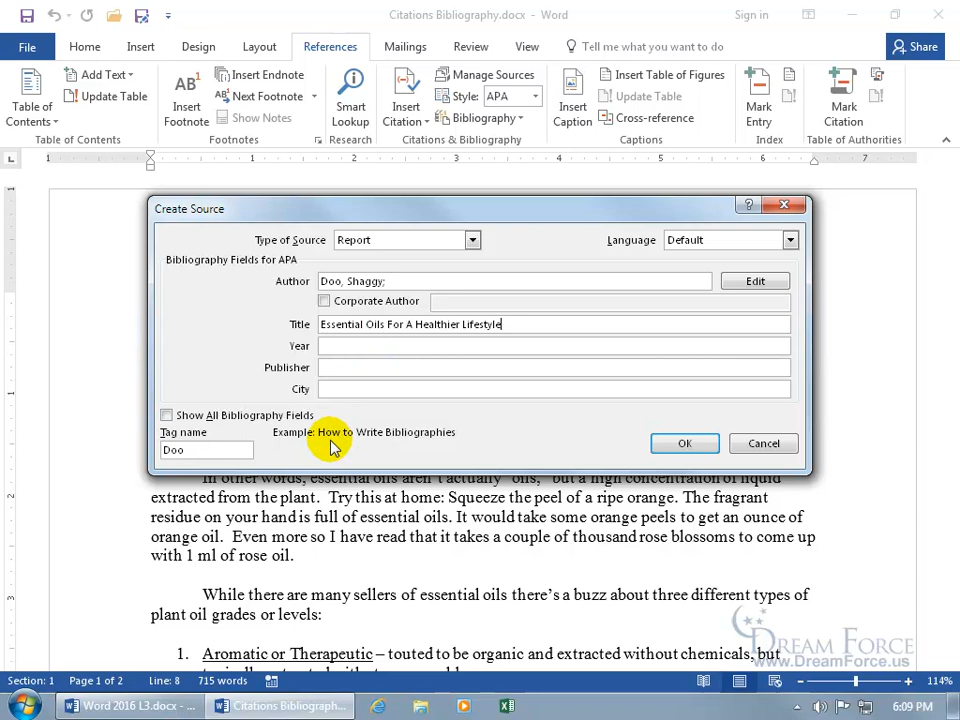 Citations Bibliography.docx - Word
Sign in
File Home Insert Design Layout References Mailings Review View Tell me what you want to do Share
Table of Contents
Add Text
Update Table
Table of Contents
AB1
Insert Footnote
Insert Endnote
Next Footnote
Show Notes
Footnotes
Smart Lookup
Research
Insert Citation
Manage Sources
Style: APA
Bibliography
Citations & Bibliography
Insert Caption
Insert Table of Figures
Update Table
Cross-reference
Captions
Mark Entry
Index
Mark Citation
Table of Authorities
L 1 1 2 3 4 5 6 7
Create Source
Type of Source Report Language Default
Bibliography Fields for APA
Author Doo, Shaggy; Edit
Corporate Author
Title Essential Oils For A Healthier Lifestyle
Year
Publisher
City
Show All Bibliography Fields
Tag name Example: How to Write Bibliographies
Doo
OK Cancel
extracted from the plant. Try this at home: Squeeze the peel of a ripe orange. The fragrant
residue on your hand is full of essential oils. It would take some orange peels to get an ounce of
orange oil. Even more so I have read that it takes a couple of thousand rose blossoms to come up
with 1 ml of rose oil.
While there are many sellers of essential oils there's a buzz about three different types of
plant oil grades or levels:
1. Aromatic or Therapeutic – touted to be organic and extracted without chemicals, but
DREAM FORCE
www.DreamForce.us
Section: 1 Page 1 of 2 Line: 8 715 words 114%
Word 2016 L3.docx - ... Citations Bibliograph... 6:09 PM